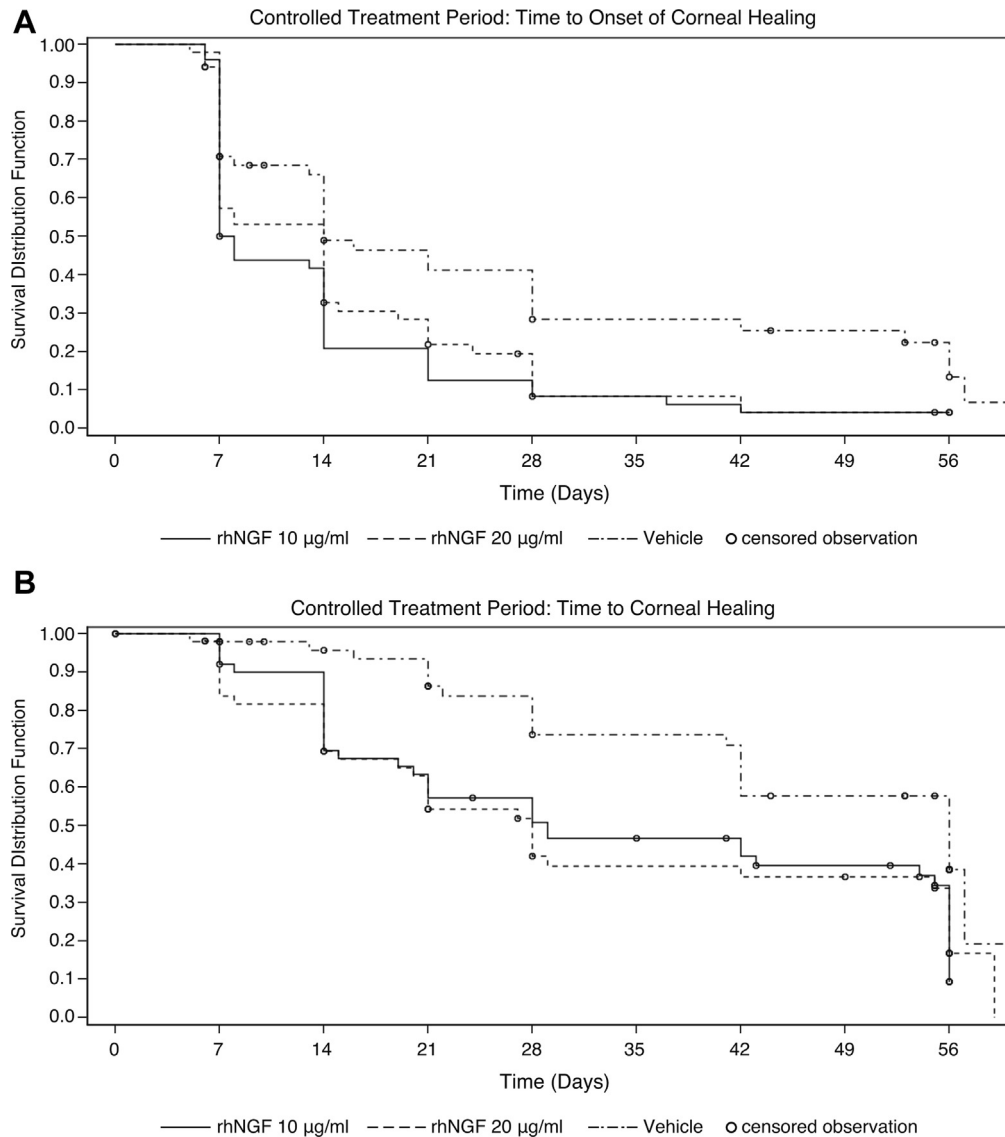 A
Controlled Treatment Period: Time to Onset of Corneal Healing
Survival DIstribution Function
1.00
0.9
0.8
0.7
0.6
0.5
0.4
0.3
0.2
0.1
0.0
0 7 14 21 28 35 42 49 56
Time (Days)
rhNGF 10 µg/ml rhNGF 20 µg/ml Vehicle censored observation
B
Controlled Treatment Period: Time to Corneal Healing
Survival DIstribution Function
1.00
0.9
0.8
0.7
0.6
0.5
0.4
0.3
0.2
0.1
0.0
0 7 14 21 28 35 42 49 56
Time (Days)
rhNGF 10 µg/ml rhNGF 20 µg/ml Vehicle censored observation